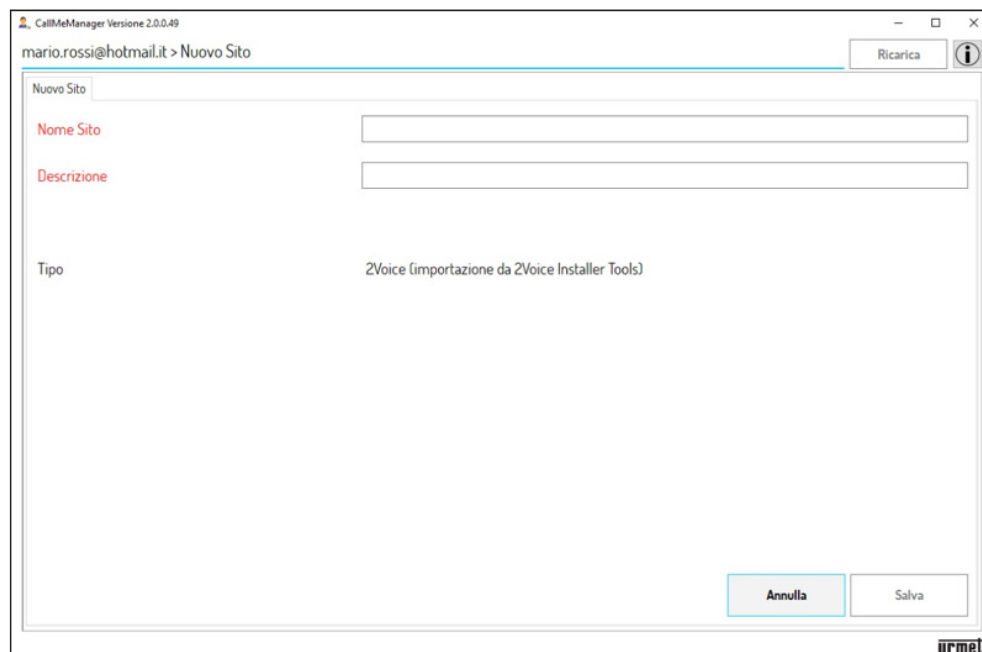 CallMeManager Versione 2.0.0.49
mario.rossi@hotmail.it > Nuovo Sito
Ricarica
Nuovo Sito
Nome Sito
Descrizione
Tipo 2Voice (importazione da 2Voice Installer Tools)
Annulla Salva
urmet